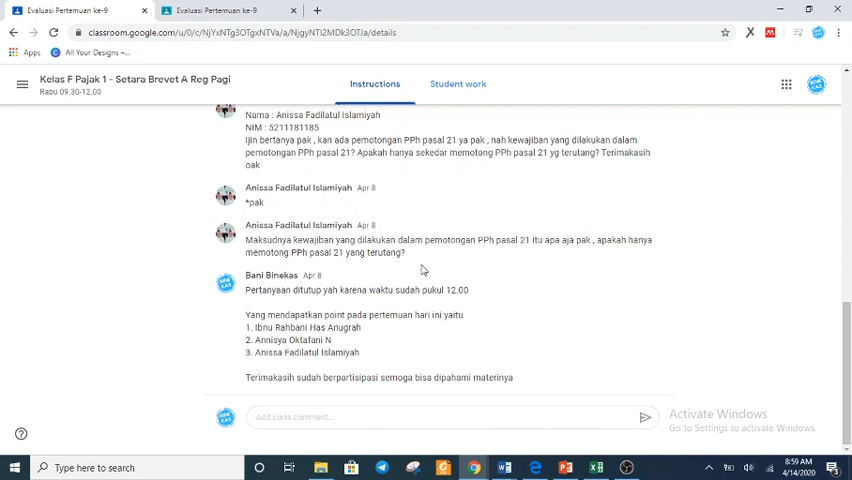 Evaluasi Pertemuan ke-9
Evaluasi Pertemuan ke-9
classroom.google.com/u/0/c/NjYxNTg3OTgxNTVa/a/NjgyNTI2MDk3OTJa/details
Apps
All Your Designs = ...
Kelas F Pajak 1 - Setara Brevet A Reg Pagi
Rabu 09.30-12.00
Instructions
Student work
Nama : Anissa Fadilatul Islamiyah
NIM : 5211181185
Ijin bertanya pak , kan ada pemotongan PPh pasal 21 ya pak , nah kewajiban yang dilakukan dalam
pemotongan PPh pasal 21? Apakah hanya sekedar memotong PPh pasal 21 yg terutang? Terimakasih
oak
Anissa Fadilatul Islamiyah Apr 8
*pak
Anissa Fadilatul Islamiyah Apr 8
Maksudnya kewajiban yang dilakukan dalam pemotongan PPh pasal 21 itu apa aja pak , apakah hanya
memotong PPh pasal 21 yang terutang?
Bani Binekas Apr 8
Pertanyaan ditutup yah karena waktu sudah pukul 12.00
Yang mendapatkan point pada pertemuan hari ini yaitu
1. Ibnu Rahbani Has Anugrah
2. Annisya Oktafani N
3. Anissa Fadilatul Islamiyah
Terimakasih sudah berpartisipasi semoga bisa dipahami materinya
Add class comment...
Activate Windows
Go to Settings to activate Windows.
Type here to search
8:59 AM
4/14/2020